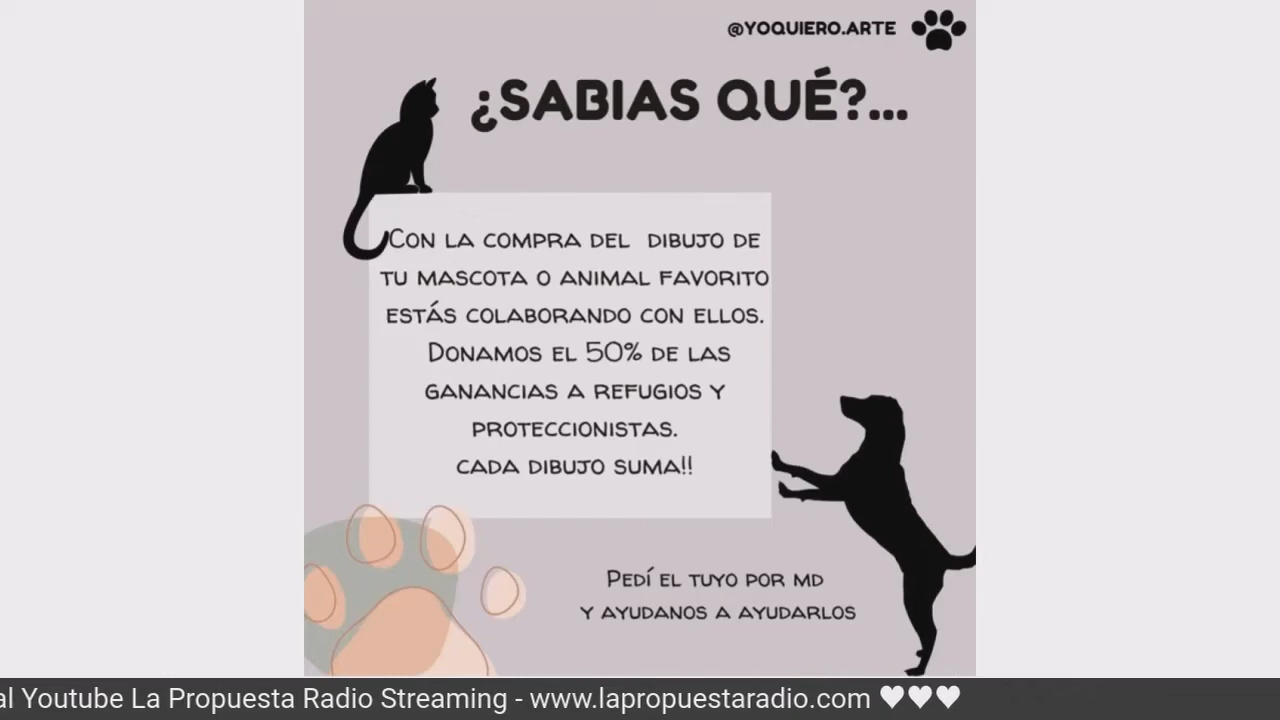 @YOQUIERO.ARTE
¿SABIAS QUÉ?...
CON LA COMPRA DEL DIBUJO DE
TU MASCOTA O ANIMAL FAVORITO
ESTÁS COLABORANDO CON ELLOS.
DONAMOS EL 50% DE LAS
GANANCIAS A REFUGIOS Y
PROTECCIONISTAS.
CADA DIBUJO SUMA!!
PEDÍ EL TUYO POR MD
Y AYUDANOS A AYUDARLOS
al Youtube La Propuesta Radio Streaming - www.lapropuestaradio.com ♥♥♥